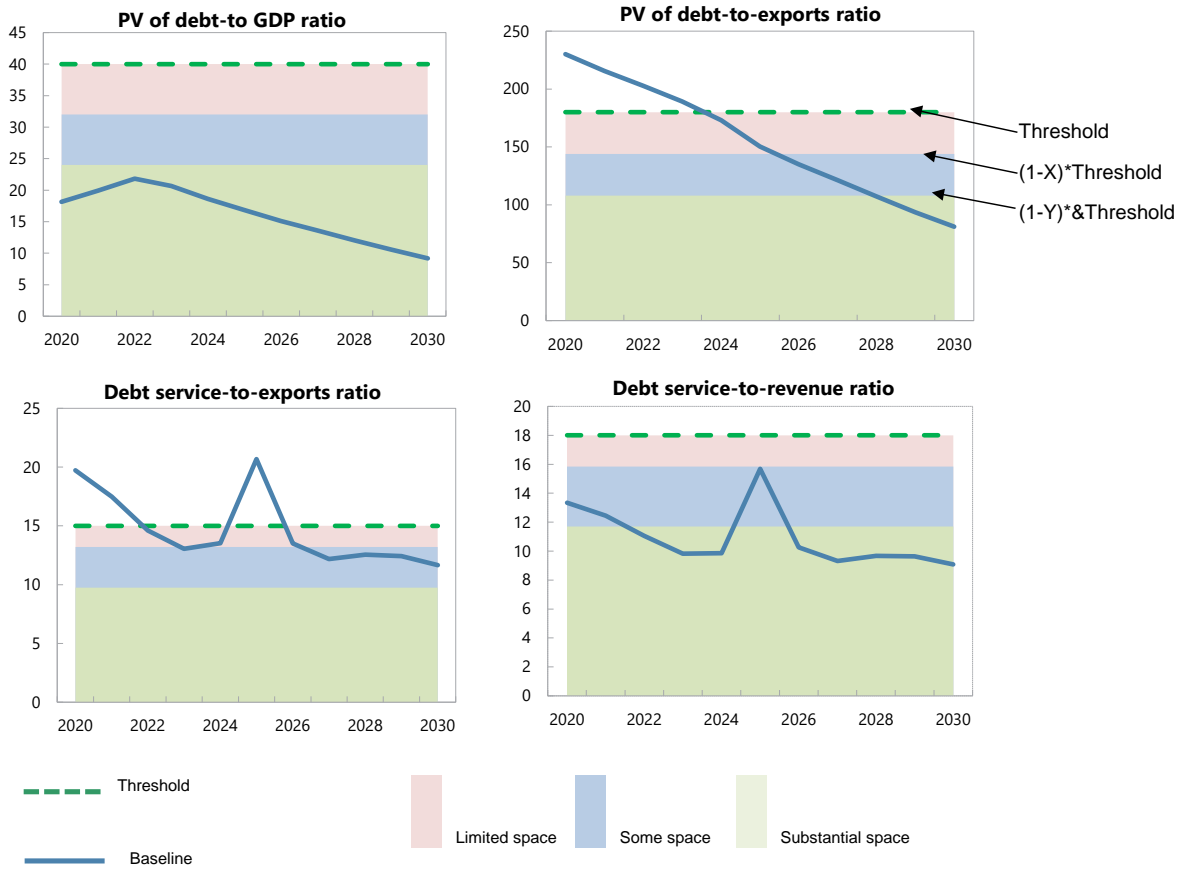 PV of debt-to GDP ratio
45
40
35
30
25
20
15
10
5
0
2020 2022 2024 2026 2028 2030
PV of debt-to-exports ratio
250
200
150
100
50
0
2020 2022 2024 2026 2028 2030
Threshold
(1-X)*Threshold
(1-Y)*&Threshold
Debt service-to-exports ratio
25
20
15
10
5
0
2020 2022 2024 2026 2028 2030
Debt service-to-revenue ratio
20
18
16
14
12
10
8
6
4
2
0
2020 2022 2024 2026 2028 2030
Threshold
Baseline
Limited space
Some space
Substantial space